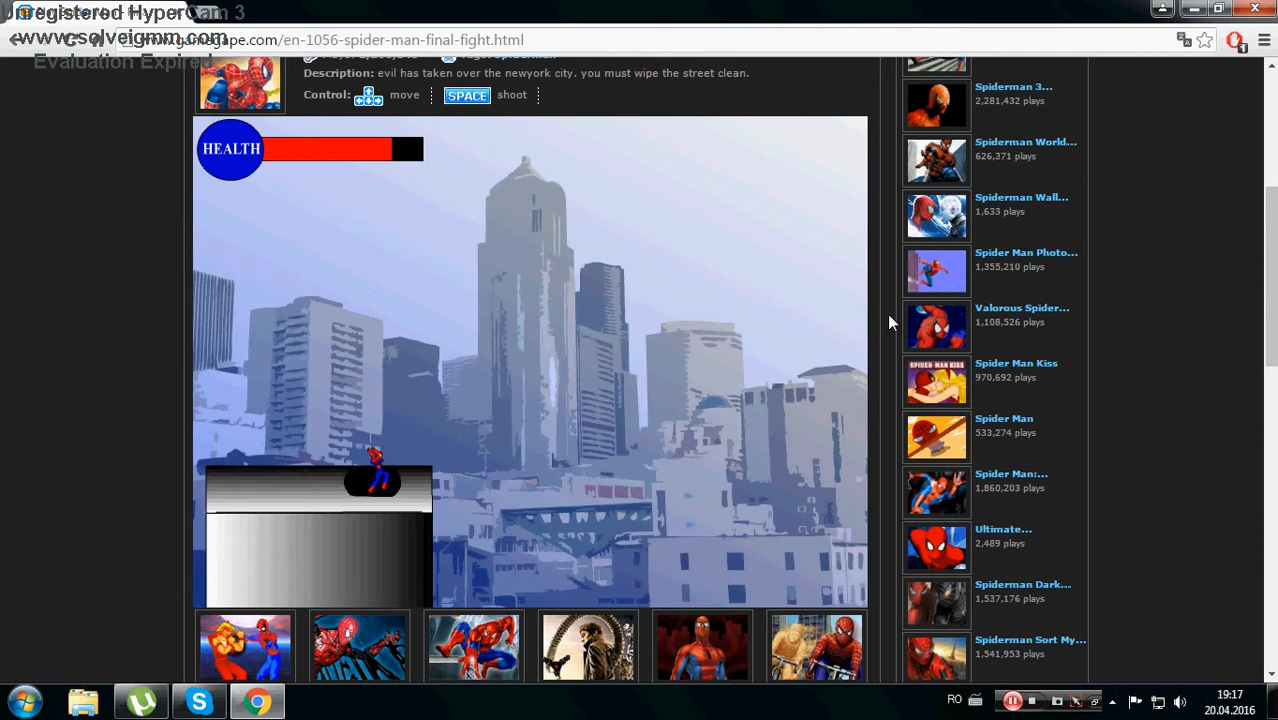 Unregistered HyperCam 3
www.solveigmm.com
gamegape.com/en-1056-spider-man-final-fight.html
Evaluation Expired
Description: evil has taken over the newyork city. you must wipe the street clean.
Control: move SPACE shoot
HEALTH
Spiderman 3...
2,281,432 plays
Spiderman World...
626,371 plays
Spiderman Wall...
1,633 plays
Spider Man Photo...
1,355,210 plays
Valorous Spider...
1,108,526 plays
SPIDER-MAN KISS
Spider Man Kiss
970,692 plays
Spider Man
533,274 plays
Spider Man:...
1,860,203 plays
Ultimate...
2,489 plays
Spiderman Dark...
1,537,176 plays
Spiderman Sort My...
1,541,953 plays
RO
19:17
20.04.2016